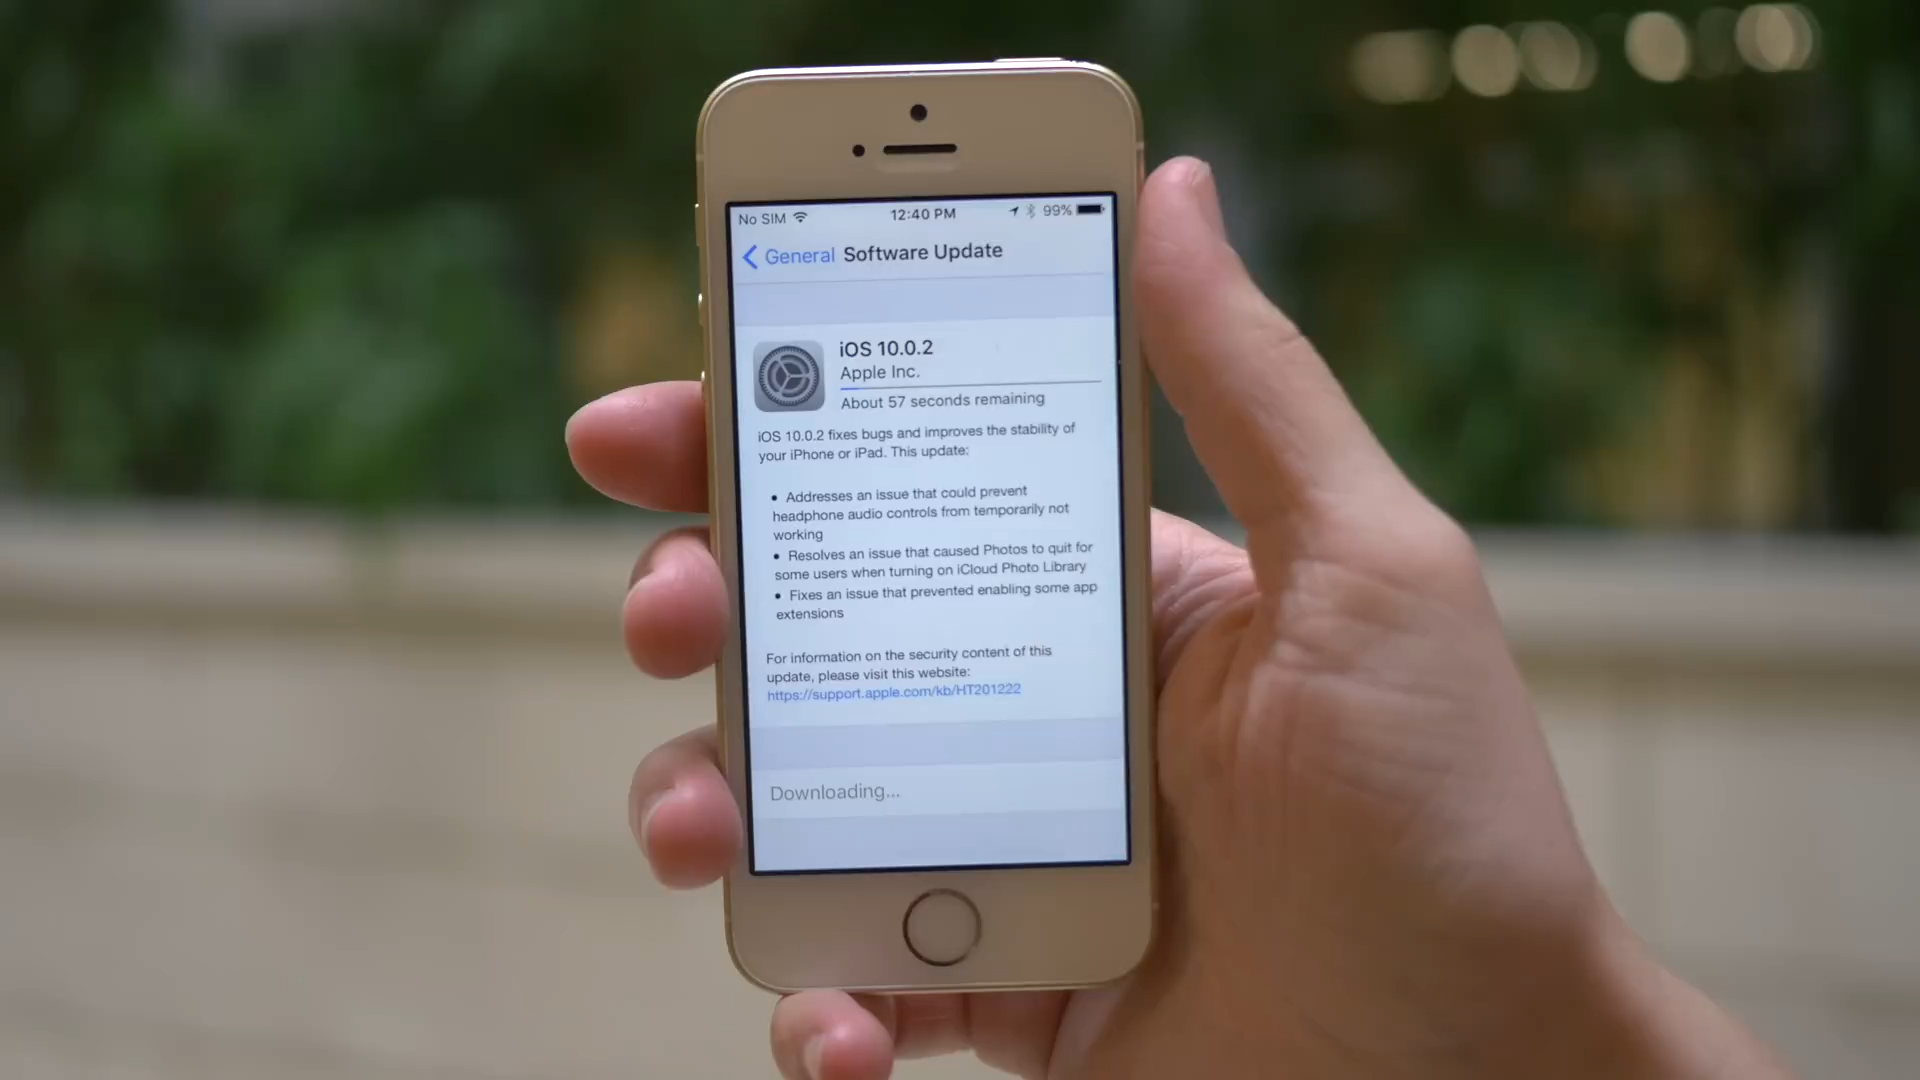 No SIM 12:40 PM 99%
General Software Update
iOS 10.0.2
Apple Inc.
About 57 seconds remaining
iOS 10.0.2 fixes bugs and improves the stability of
your iPhone or iPad. This update:
• Addresses an issue that could prevent
headphone audio controls from temporarily not
working
• Resolves an issue that caused Photos to quit for
some users when turning on iCloud Photo Library
• Fixes an issue that prevented enabling some app
extensions
For information on the security content of this
update, please visit this website:
https://support.apple.com/kb/HT201222
Downloading...